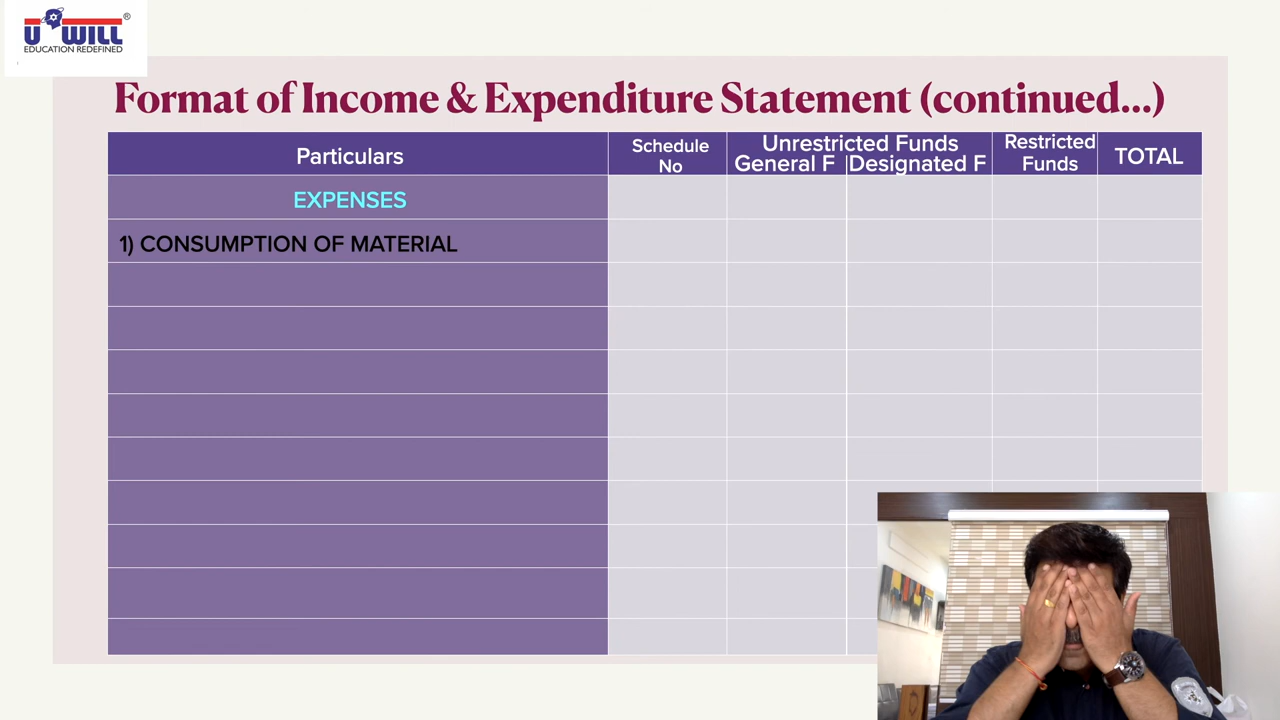 U WILL®
EDUCATION REDEFINED
Format of Income & Expenditure Statement (continued...)
Particulars
Schedule
No
Unrestricted Funds
General F
Designated F
Restricted
Funds
TOTAL
EXPENSES
1) CONSUMPTION OF MATERIAL